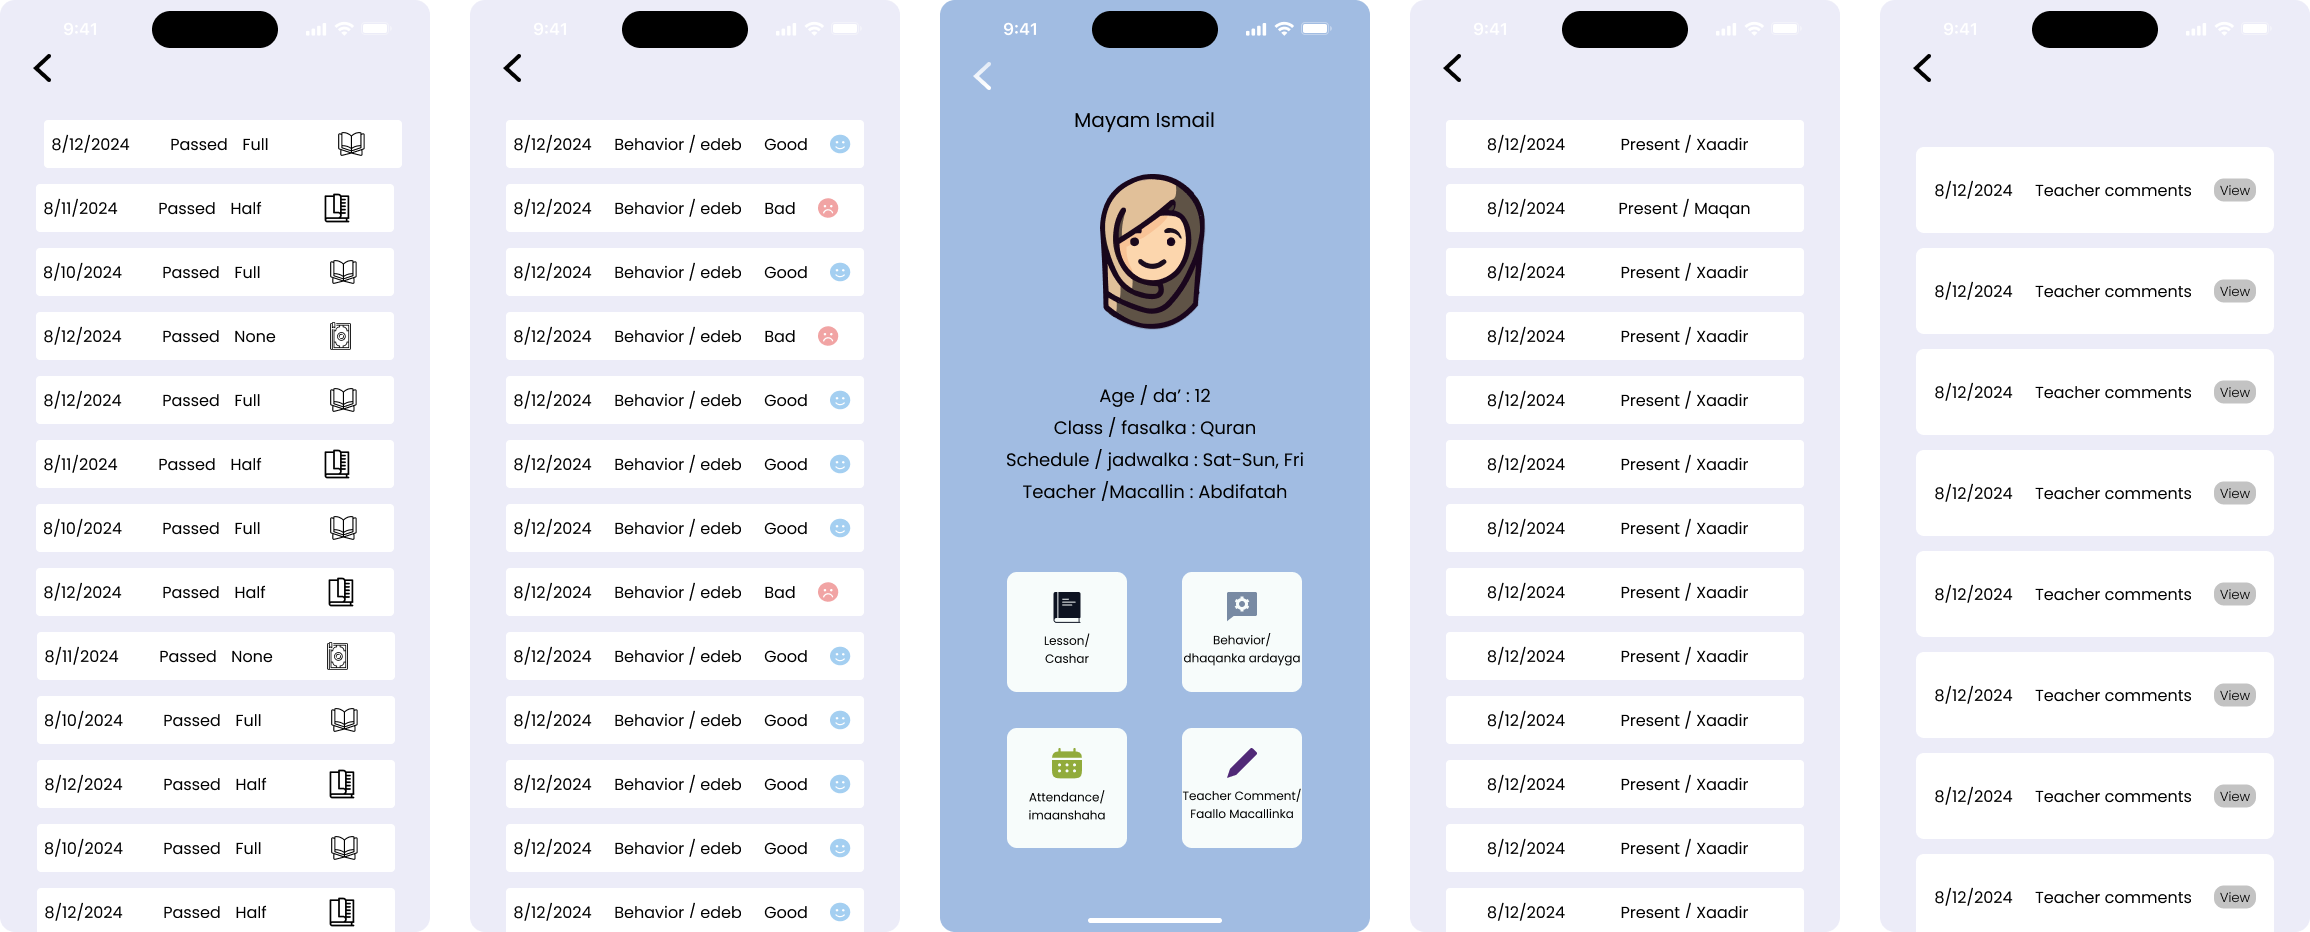 9:41
8/12/2024 Passed Full
8/11/2024 Passed Half
8/10/2024 Passed Full
8/12/2024 Passed None
8/12/2024 Passed Full
8/11/2024 Passed Half
8/10/2024 Passed Full
8/12/2024 Passed Half
8/11/2024 Passed None
8/10/2024 Passed Full
8/12/2024 Passed Half
8/10/2024 Passed Full
8/12/2024 Passed Half
9:41
8/12/2024 Behavior / edeb Good
8/12/2024 Behavior / edeb Bad
8/12/2024 Behavior / edeb Good
8/12/2024 Behavior / edeb Bad
8/12/2024 Behavior / edeb Good
8/12/2024 Behavior / edeb Good
8/12/2024 Behavior / edeb Good
8/12/2024 Behavior / edeb Bad
8/12/2024 Behavior / edeb Good
8/12/2024 Behavior / edeb Good
8/12/2024 Behavior / edeb Good
8/12/2024 Behavior / edeb Good
8/12/2024 Behavior / edeb Good
9:41
Mayam Ismail
Age / da’ : 12
Class / fasalka : Quran
Schedule / jadwalka : Sat-Sun, Fri
Teacher /Macallin : Abdifatah
Lesson/
Cashar
Behavior/
dhaqanka ardayga
Attendance/
imaanshaha
Teacher Comment/
Faallo Macallinka
9:41
8/12/2024 Present / Xaadir
8/12/2024 Present / Maqan
8/12/2024 Present / Xaadir
8/12/2024 Present / Xaadir
8/12/2024 Present / Xaadir
8/12/2024 Present / Xaadir
8/12/2024 Present / Xaadir
8/12/2024 Present / Xaadir
8/12/2024 Present / Xaadir
8/12/2024 Present / Xaadir
8/12/2024 Present / Xaadir
8/12/2024 Present / Xaadir
8/12/2024 Present / Xaadir
9:41
8/12/2024 Teacher comments View
8/12/2024 Teacher comments View
8/12/2024 Teacher comments View
8/12/2024 Teacher comments View
8/12/2024 Teacher comments View
8/12/2024 Teacher comments View
8/12/2024 Teacher comments View
8/12/2024 Teacher comments View